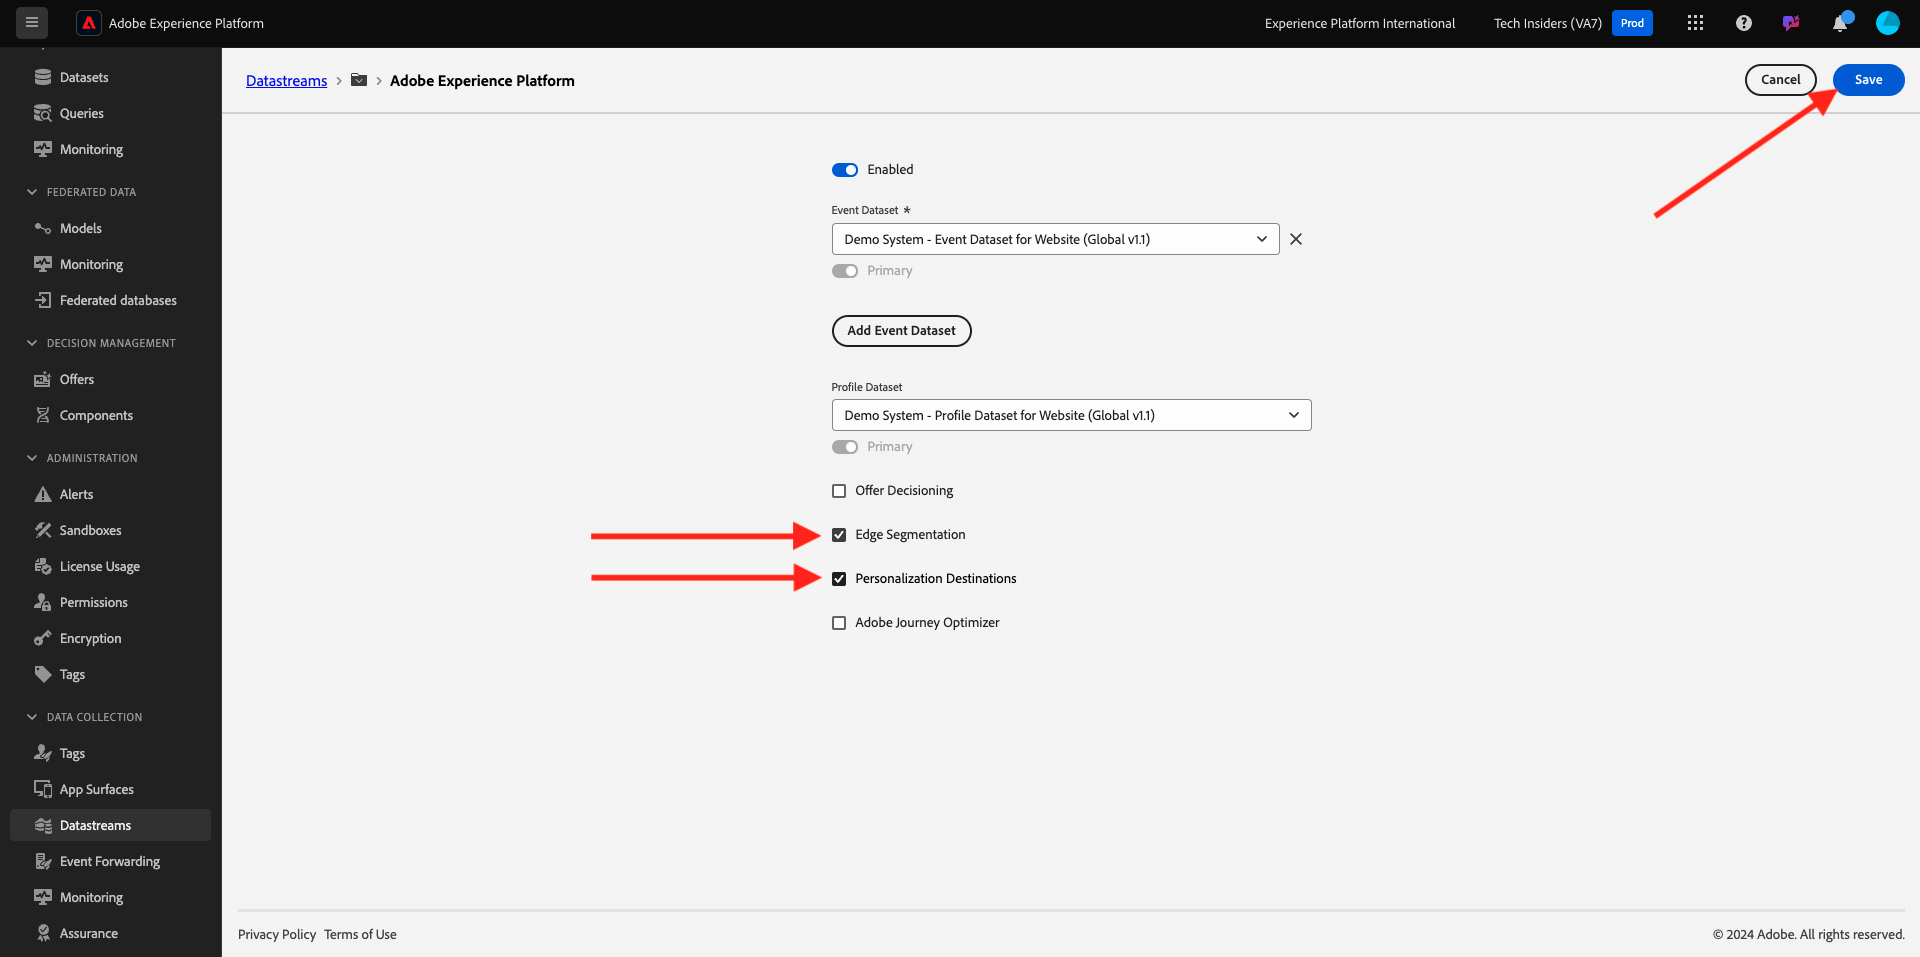 Adobe Experience Platform
Experience Platform International
Tech Insiders (VA7)
Prod
Datasets
Queries
Monitoring
FEDERATED DATA
Models
Monitoring
Federated databases
DECISION MANAGEMENT
Offers
Components
ADMINISTRATION
Alerts
Sandboxes
License Usage
Permissions
Encryption
Tags
DATA COLLECTION
Tags
App Surfaces
Datastreams
Event Forwarding
Monitoring
Assurance
Datastreams > > Adobe Experience Platform
Cancel
Save
Enabled
Event Dataset *
Demo System - Event Dataset for Website (Global v1.1)
Primary
Add Event Dataset
Profile Dataset
Demo System - Profile Dataset for Website (Global v1.1)
Primary
Offer Decisioning
Edge Segmentation
Personalization Destinations
Adobe Journey Optimizer
Privacy Policy Terms of Use
© 2024 Adobe. All rights reserved.